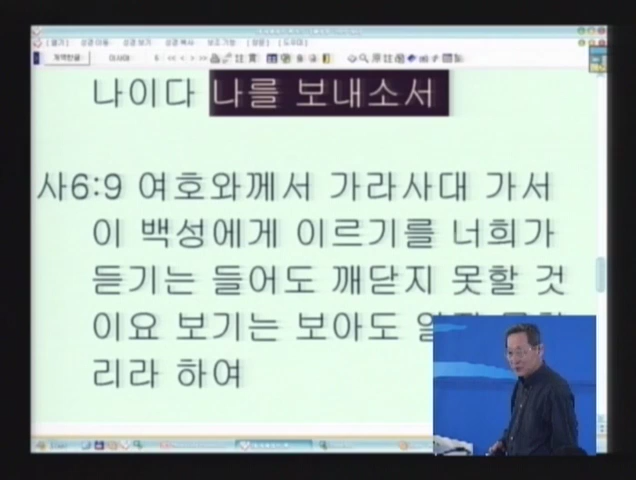 나이다 나를 보내소서
사6:9 여호와께서 가라사대 가서
이 백성에게 이르기를 너희가
듣기는 들어도 깨닫지 못할 것
이요 보기는 보아도
리라 하여